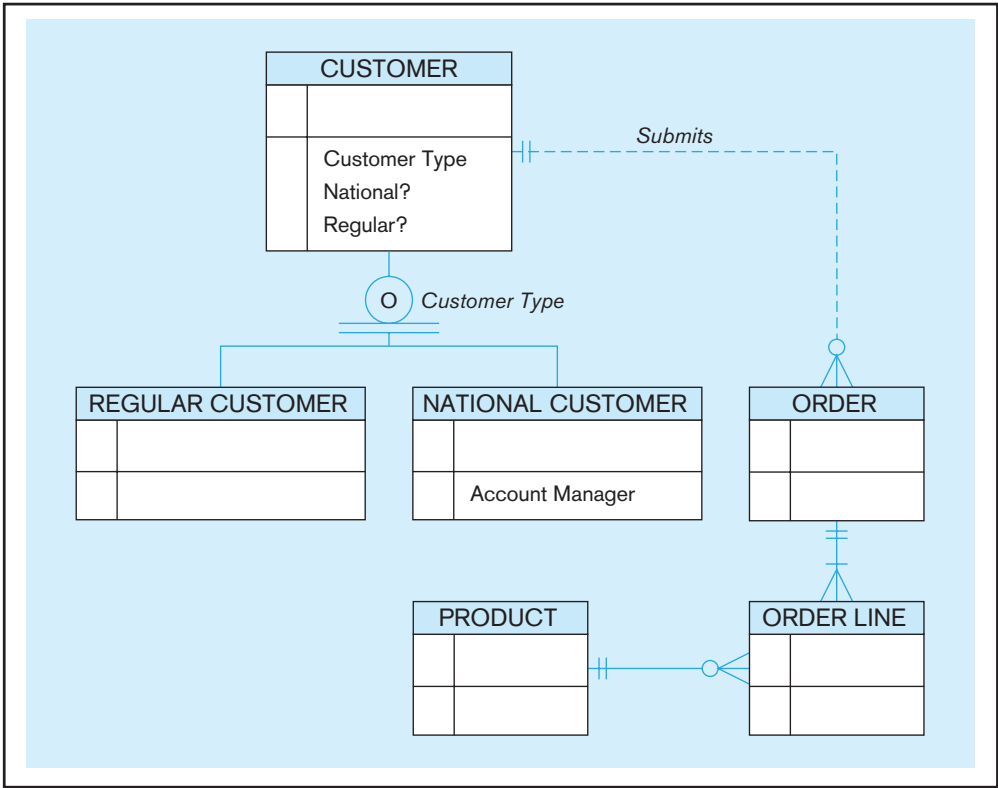 CUSTOMER
Submits
Customer Type
National?
Regular?
O
Customer Type
REGULAR CUSTOMER
NATIONAL CUSTOMER
ORDER
Account Manager
PRODUCT
ORDER LINE